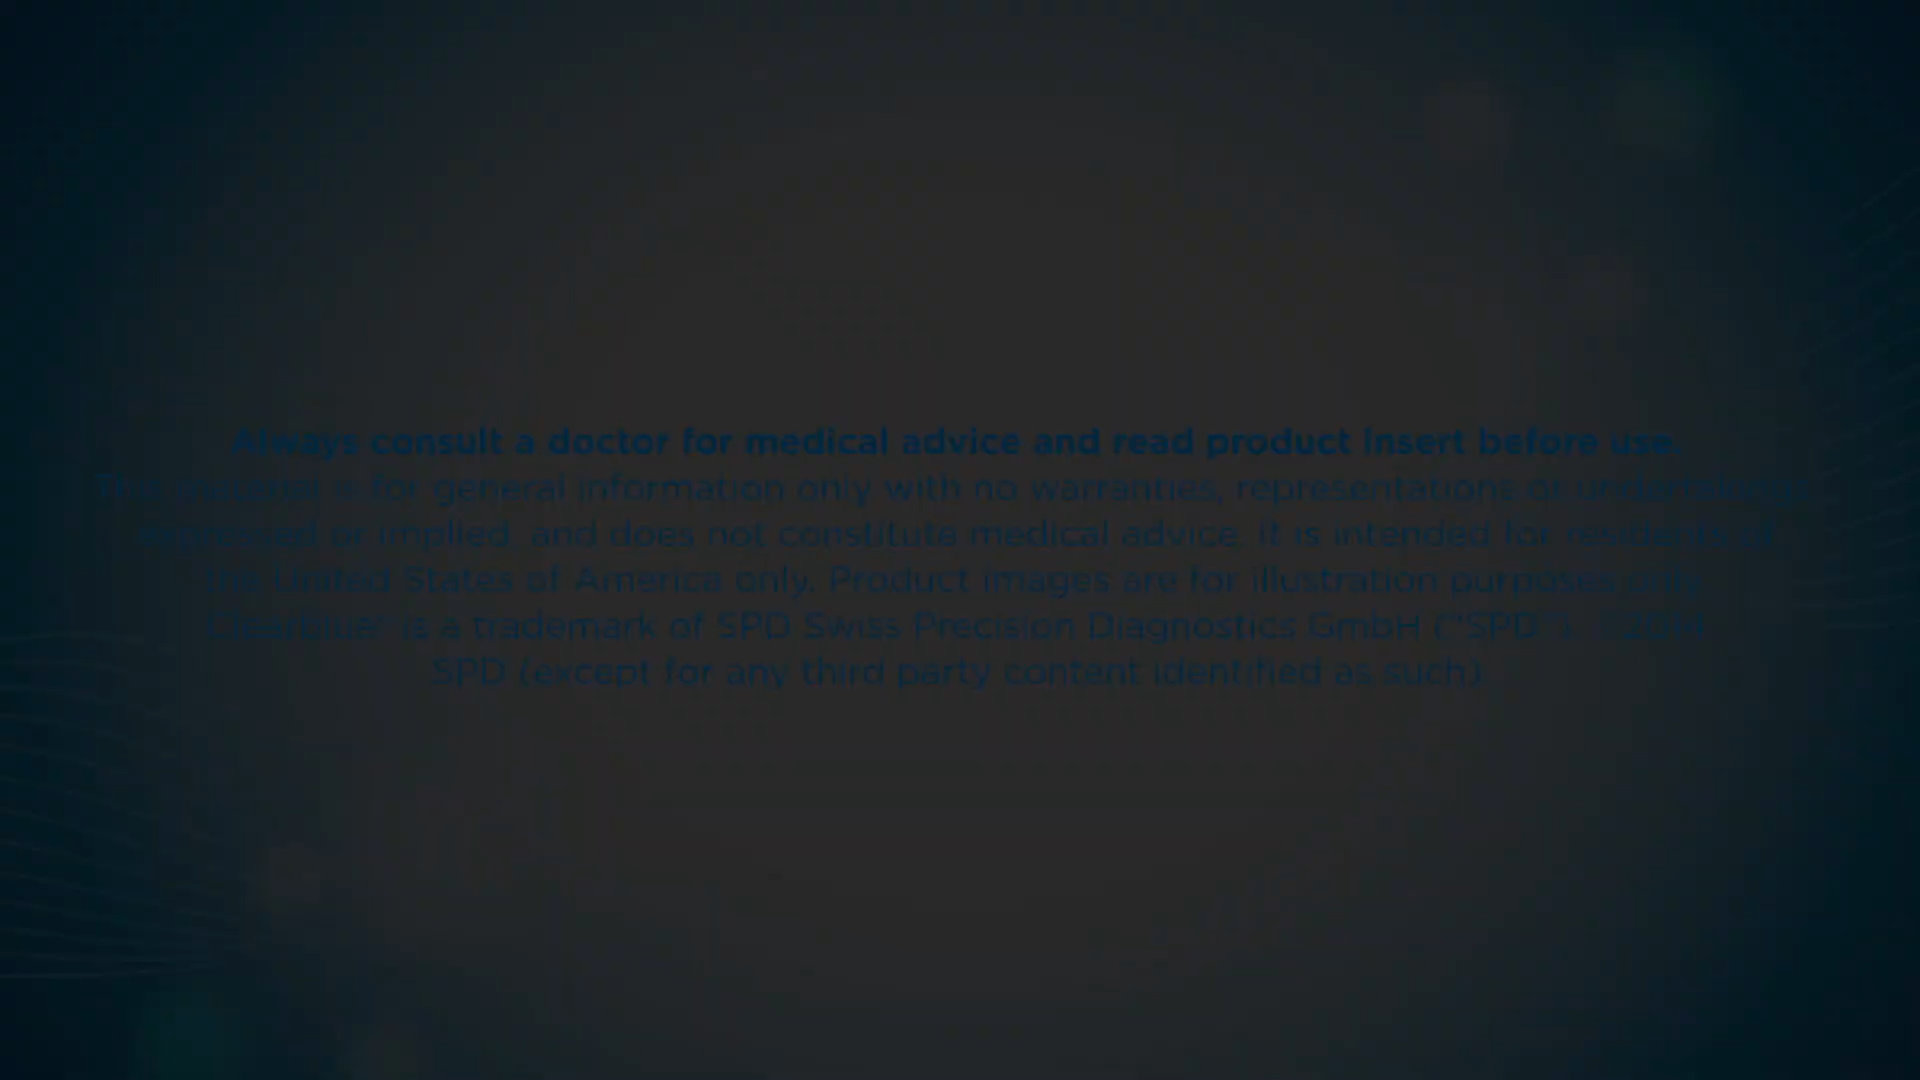 Always consult a doctor for medical advice and read product insert before use.
This material is for general information only with no warranties, representations or undertakings,
expressed or implied, and does not constitute medical advice. It is intended for residents of
the United States of America only. Product images are for illustration purposes only.
Clearblue is a trademark of SPD Swiss Precision Diagnostics GmbH ("SPD").
SPD (except for any third party content identified as such)